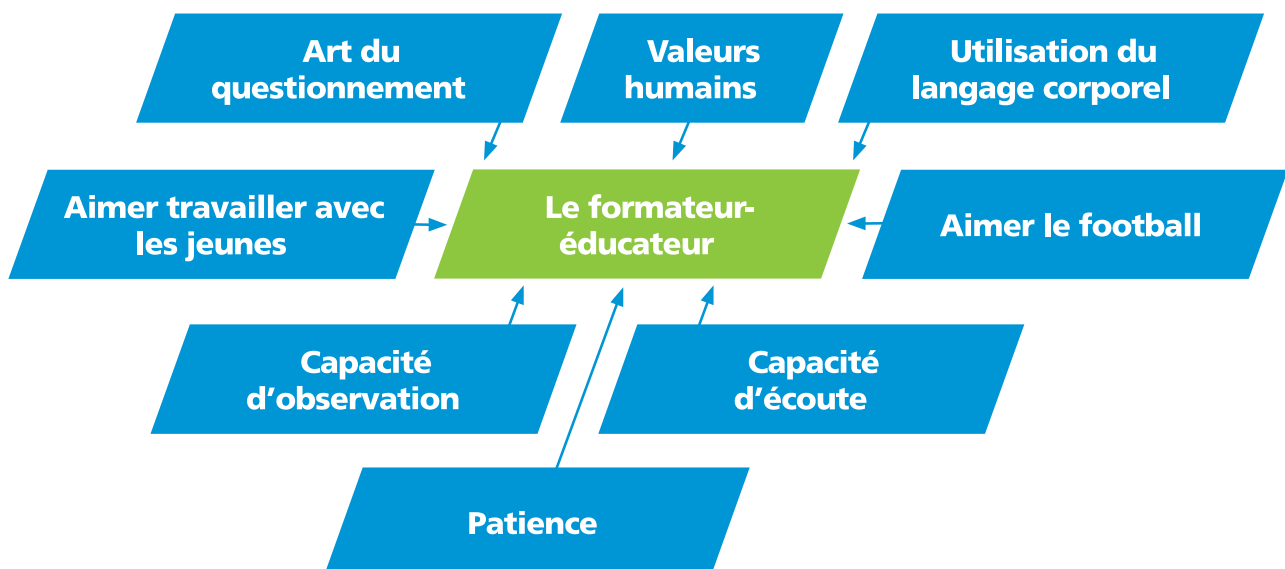 Art du
questionnement
Valeurs
humains
Utilisation du
langage corporel
Aimer travailler avec
les jeunes
Le formateur-
éducateur
Aimer le football
Capacité
d'observation
Capacité
d'écoute
Patience